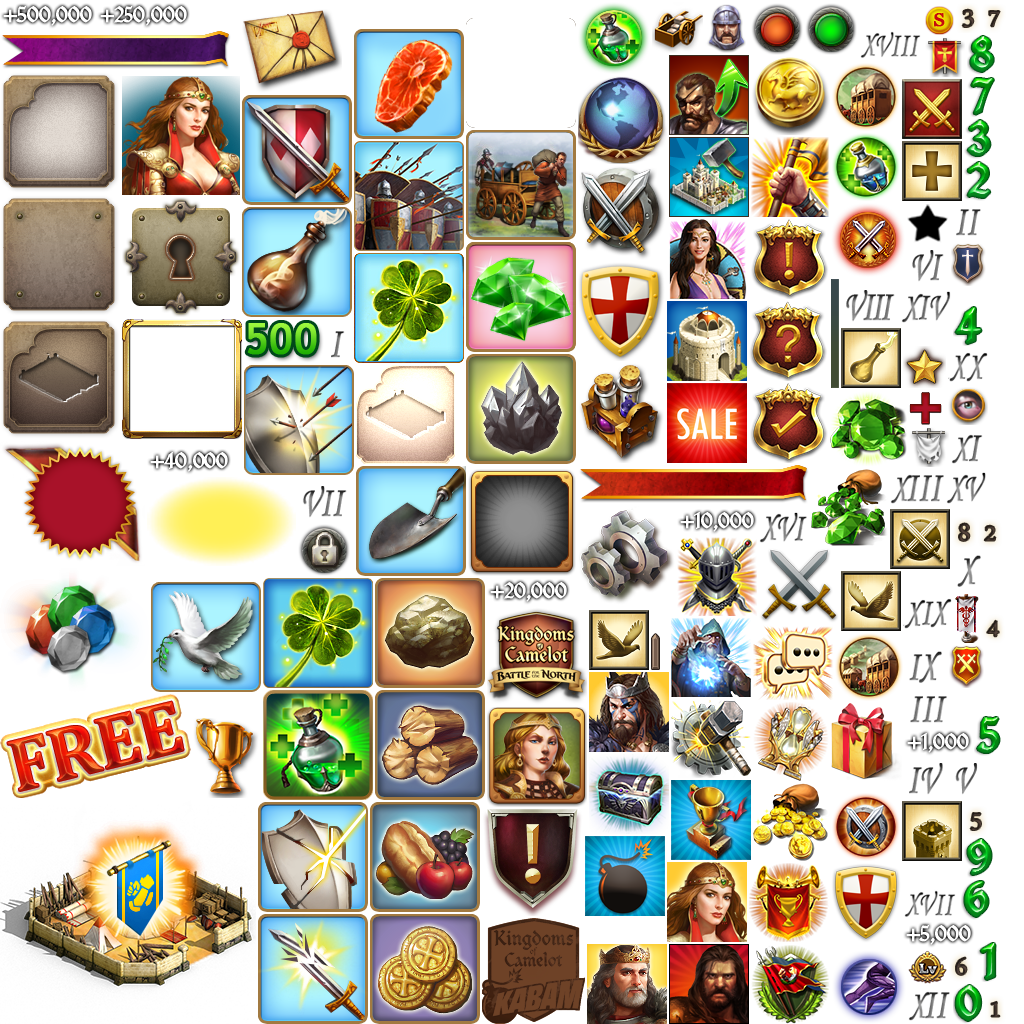 +500,000 +250,000
S 3 7
XVIII
8
7
3
2
II
VI
VIII XIV
4
500 I
XX
SALE
XI
+40,000
XIII XV
VII
+10,000 XVI
8 2
X
+20,000
XIX
4
Kingdoms
of
Camelot
BATTLE FOR THE NORTH
IX
III
FREE
+1,000 5
IV V
!
?
5
9
6
XVII
+5,000
!
Kingdoms
of
Camelot
KABAM
Lv 6 1
XII 0 1